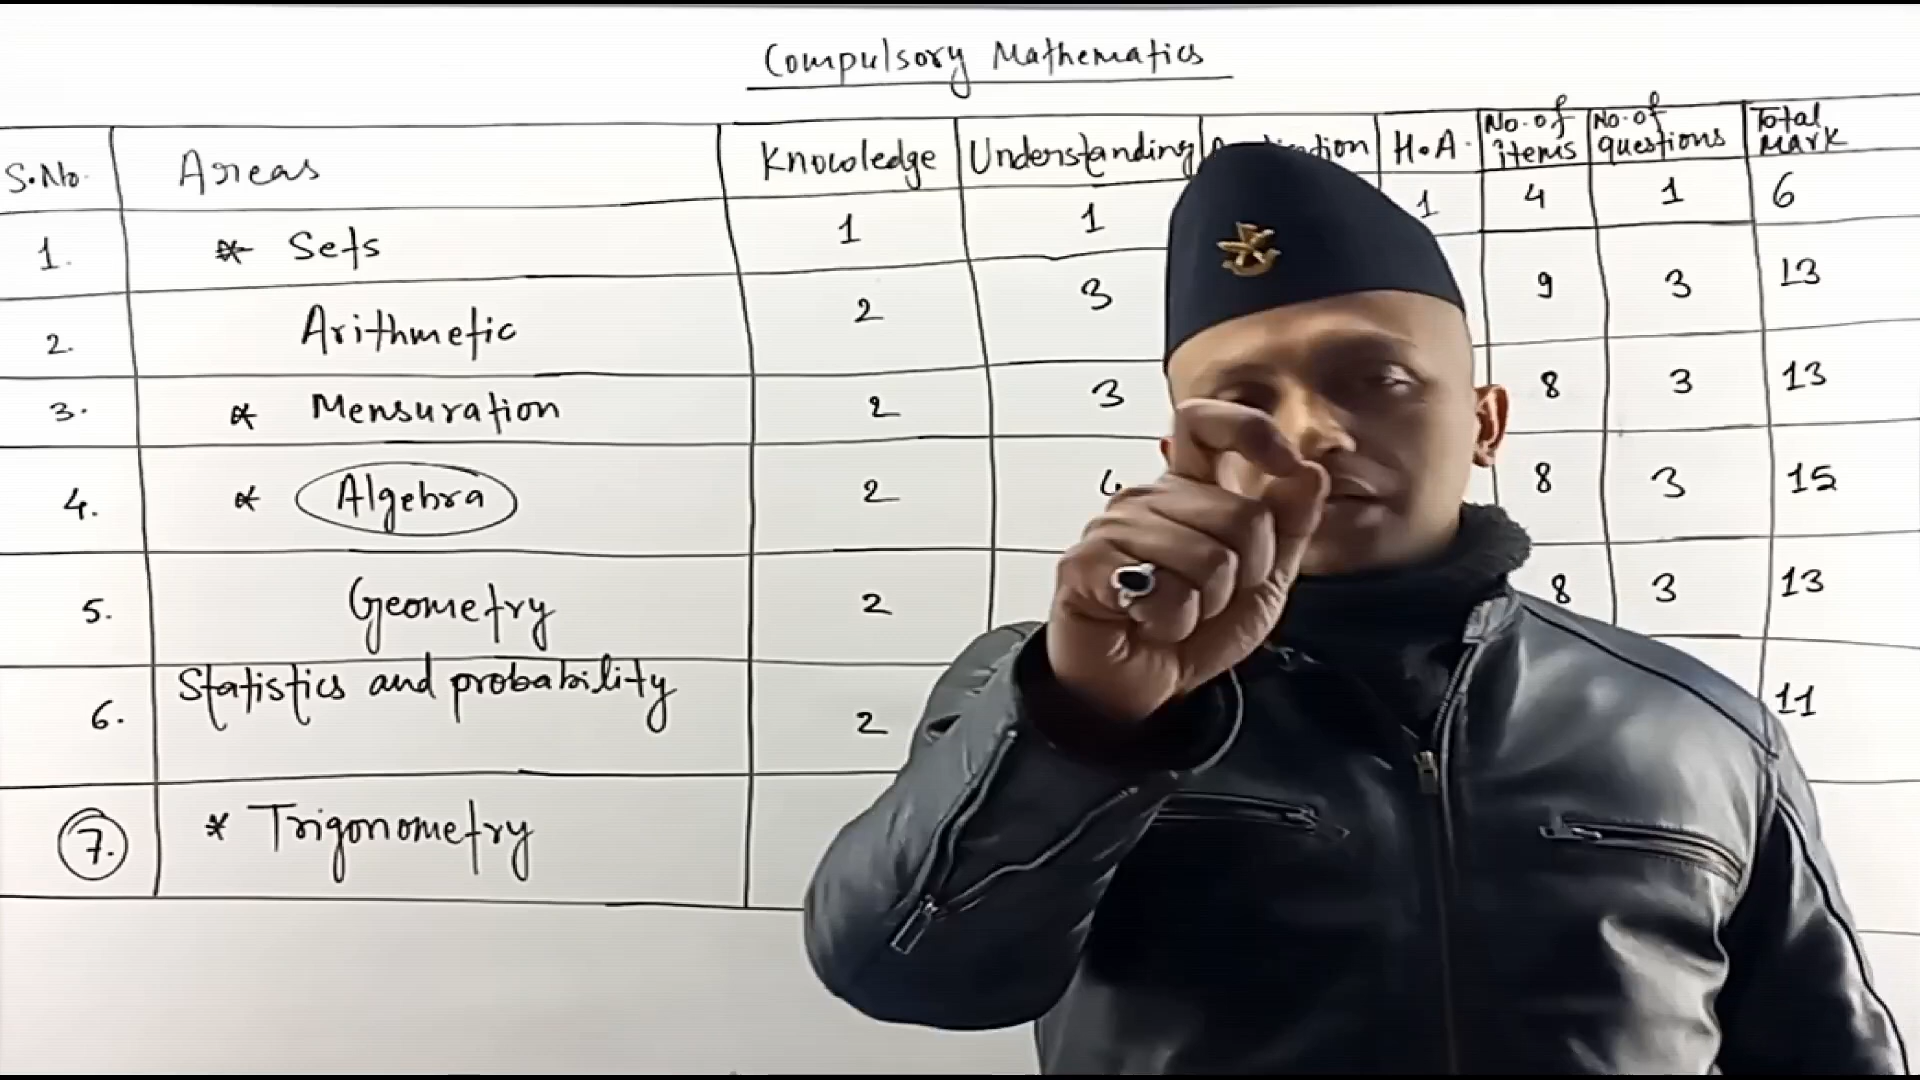 Compulsory Mathematics
S.No. Areas Knowledge Understanding H.A. No. of items No. of questions Total Mark
1. * Sets 1 1 1 4 1 6
2. Arithmetic 2 3 9 3 13
3. * Mensuration 2 3 8 3 13
4. * Algebra 2 8 3 15
5. Geometry 2 8 3 13
6. Statistics and probability 2 11
7. * Trigonometry